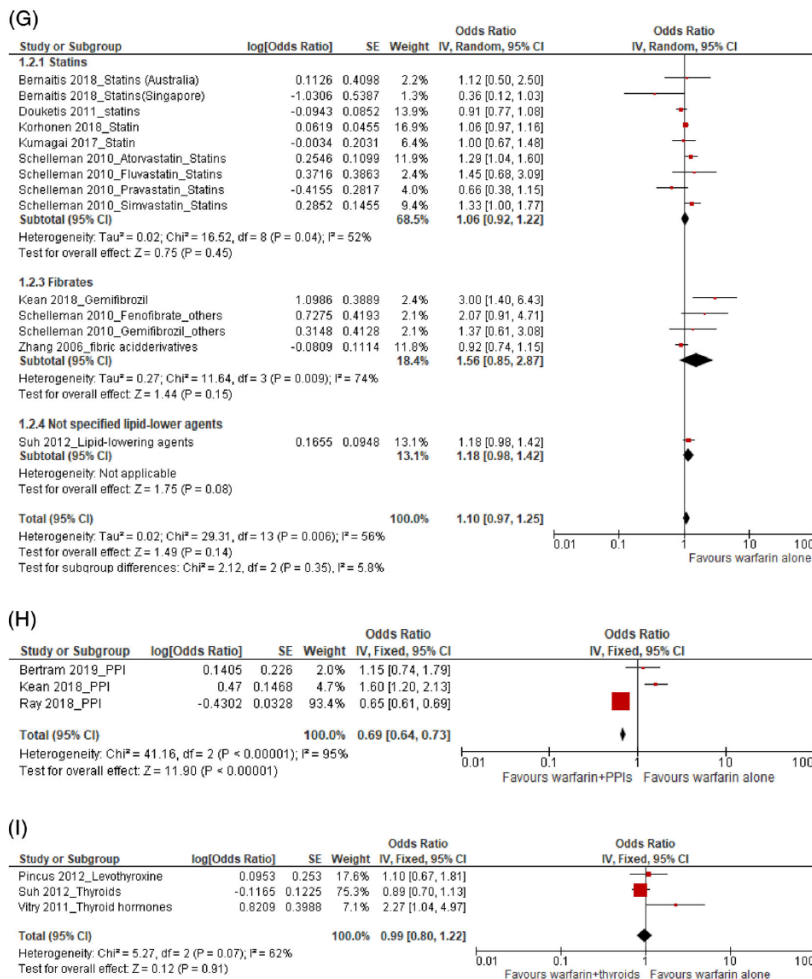 (G)
Odds Ratio Odds Ratio
Study or Subgroup log[Odds Ratio] SE Weight IV, Random, 95% CI IV, Random, 95% CI
1.2.1 Statins
Bernaitis 2018_Statins (Australia) 0.1126 0.4098 2.2% 1.12 [0.50, 2.50]
Bernaitis 2018_Statins(Singapore) -1.0306 0.5387 1.3% 0.36 [0.12, 1.03]
Douketis 2011_statins -0.0943 0.0852 13.9% 0.91 [0.77, 1.08]
Korhonen 2018_Statin 0.0619 0.0455 16.9% 1.06 [0.97, 1.16]
Kumagai 2017_Statin -0.0034 0.2031 6.4% 1.00 [0.67, 1.48]
Schelleman 2010_Atorvastatin_Statins 0.2546 0.1099 11.9% 1.29 [1.04, 1.60]
Schelleman 2010_Fluvastatin_Statins 0.3716 0.3863 2.4% 1.45 [0.68, 3.09]
Schelleman 2010_Pravastatin_Statins -0.4155 0.2817 4.0% 0.66 [0.38, 1.15]
Schelleman 2010_Simvastatin_Statins 0.2852 0.1455 9.4% 1.33 [1.00, 1.77]
Subtotal (95% CI) 68.5% 1.06 [0.92, 1.22]
Heterogeneity: Tau² = 0.02; Chi² = 16.52, df = 8 (P = 0.04); I² = 52%
Test for overall effect: Z = 0.75 (P = 0.45)
1.2.3 Fibrates
Kean 2018_Gemifibrozil 1.0986 0.3889 2.4% 3.00 [1.40, 6.43]
Schelleman 2010_Fenofibrate_others 0.7275 0.4193 2.1% 2.07 [0.91, 4.71]
Schelleman 2010_Gemifibrozil_others 0.3148 0.4128 2.1% 1.37 [0.61, 3.08]
Zhang 2006_fibric acidderivatives -0.0809 0.1114 11.8% 0.92 [0.74, 1.15]
Subtotal (95% CI) 18.4% 1.56 [0.85, 2.87]
Heterogeneity: Tau² = 0.27; Chi² = 11.64, df = 3 (P = 0.009); I² = 74%
Test for overall effect: Z = 1.44 (P = 0.15)
1.2.4 Not specified lipid-lower agents
Suh 2012_Lipid-lowering agents 0.1655 0.0948 13.1% 1.18 [0.98, 1.42]
Subtotal (95% CI) 13.1% 1.18 [0.98, 1.42]
Heterogeneity: Not applicable
Test for overall effect: Z = 1.75 (P = 0.08)
Total (95% CI) 100.0% 1.10 [0.97, 1.25]
Heterogeneity: Tau² = 0.02; Chi² = 29.31, df = 13 (P = 0.006); I² = 56%
Test for overall effect: Z = 1.49 (P = 0.14)
Test for subgroup differences: Chi² = 2.12, df = 2 (P = 0.35), I² = 5.8%
0.01 0.1 1 10 100
Favours warfarin alone
(H)
Odds Ratio Odds Ratio
Study or Subgroup log[Odds Ratio] SE Weight IV, Fixed, 95% CI IV, Fixed, 95% CI
Bertram 2019_PPI 0.1405 0.226 2.0% 1.15 [0.74, 1.79]
Kean 2018_PPI 0.47 0.1468 4.7% 1.60 [1.20, 2.13]
Ray 2018_PPI -0.4302 0.0328 93.4% 0.65 [0.61, 0.69]
Total (95% CI) 100.0% 0.69 [0.64, 0.73]
Heterogeneity: Chi² = 41.16, df = 2 (P < 0.00001); I² = 95%
Test for overall effect: Z = 11.90 (P < 0.00001)
0.01 0.1 1 10 100
Favours warfarin+PPIs Favours warfarin alone
(I)
Odds Ratio Odds Ratio
Study or Subgroup log[Odds Ratio] SE Weight IV, Fixed, 95% CI IV, Fixed, 95% CI
Pincus 2012_Levothyroxine 0.0953 0.253 17.6% 1.10 [0.67, 1.81]
Suh 2012_Thyroids -0.1165 0.1225 75.3% 0.89 [0.70, 1.13]
Vitry 2011_Thyroid hormones 0.8209 0.3988 7.1% 2.27 [1.04, 4.97]
Total (95% CI) 100.0% 0.99 [0.80, 1.22]
Heterogeneity: Chi² = 5.27, df = 2 (P = 0.07); I² = 62%
Test for overall effect: Z = 0.12 (P = 0.91)
0.01 0.1 1 10 100
Favours warfarin+thyroids Favours warfarin alone